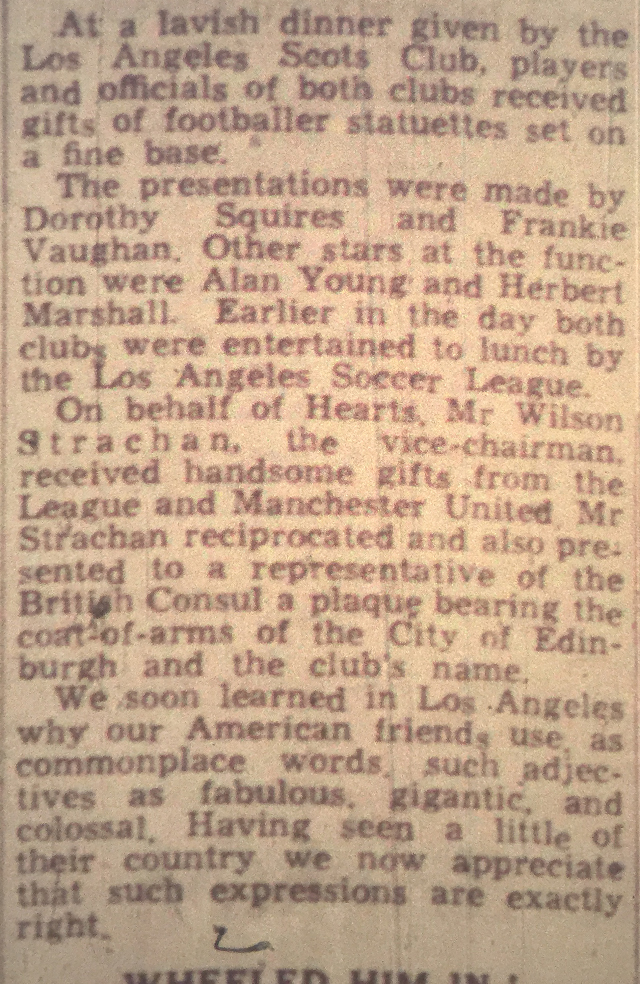 At a lavish dinner given by the
Los Angeles Scots Club, players
and officials of both clubs received
gifts of footballer statuettes set on
a fine base.
The presentations were made by
Dorothy Squires and Frankie
Vaughan. Other stars at the func-
tion were Alan Young and Herbert
Marshall. Earlier in the day both
clubs were entertained to lunch by
the Los Angeles Soccer League.
On behalf of Hearts, Mr Wilson
Strachan, the vice-chairman,
received handsome gifts from the
League and Manchester United Mr
Strachan reciprocated and also pre-
sented to a representative of the
British Consul a plaque bearing the
coat-of-arms of the City of Edin-
burgh and the club's name.
We soon learned in Los Angeles
why our American friends use, as
commonplace words, such adjec-
tives as fabulous, gigantic, and
colossal. Having seen a little of
their country we now appreciate
that such expressions are exactly
right.
WHEELED HIM IN !